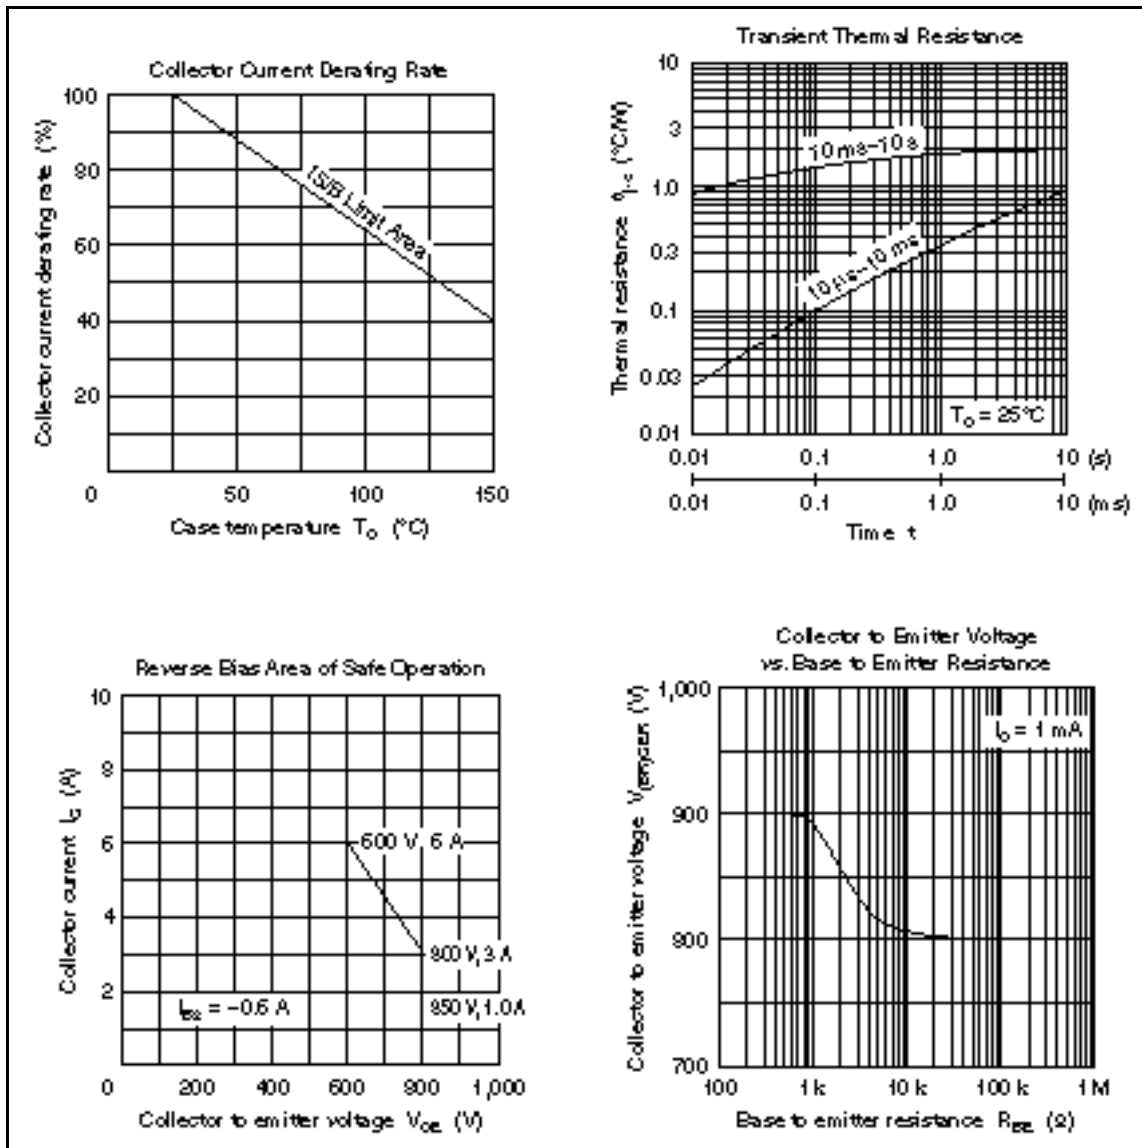 Collector Current Derating Rate
Collector current derating rate (%)
100
80
60
40
20
0
50
100
150
IS/B Limit Area
Case temperature T_C (°C)
Transient Thermal Resistance
Thermal resistance θ_j-c (°C/W)
10
3
1.0
0.3
0.1
0.03
0.01
10 ms–10 s
10 µs–10 ms
T_C = 25°C
0.01 0.1 1.0 10 (s)
0.01 0.1 1.0 10 (ms)
Time t
Reverse Bias Area of Safe Operation
Collector current I_C (A)
10
8
6
4
2
0 200 400 600 800 1,000
600 V, 6 A
800 V, 3 A
850 V, 1.0 A
I_B2 = –0.6 A
Collector to emitter voltage V_CE (V)
Collector to Emitter Voltage
vs. Base to Emitter Resistance
Collector to emitter voltage V_(BR)CER (V)
1,000
900
800
700
I_C = 1 mA
100 1 k 10 k 100 k 1 M
Base to emitter resistance R_BE (Ω)